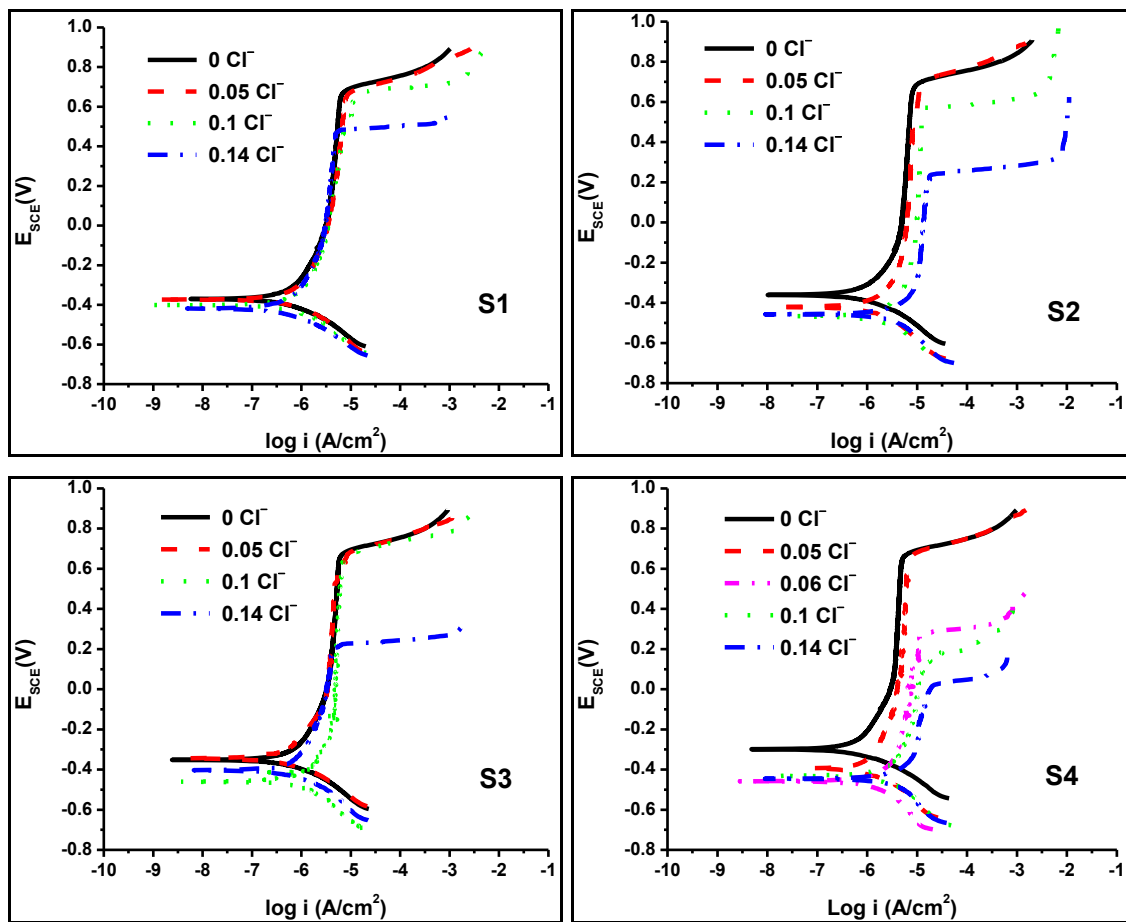 1.0
0.8
0.6
0.4
0.2
0.0
-0.2
-0.4
-0.6
-0.8
E_SCE(V)
0 Cl⁻
0.05 Cl⁻
0.1 Cl⁻
0.14 Cl⁻
S1
-10 -9 -8 -7 -6 -5 -4 -3 -2 -1
log i (A/cm²)
1.0
0.8
0.6
0.4
0.2
0.0
-0.2
-0.4
-0.6
-0.8
E_SCE(V)
0 Cl⁻
0.05 Cl⁻
0.1 Cl⁻
0.14 Cl⁻
S2
-10 -9 -8 -7 -6 -5 -4 -3 -2 -1
log i (A/cm²)
1.0
0.8
0.6
0.4
0.2
0.0
-0.2
-0.4
-0.6
-0.8
E_SCE(V)
0 Cl⁻
0.05 Cl⁻
0.1 Cl⁻
0.14 Cl⁻
S3
-10 -9 -8 -7 -6 -5 -4 -3 -2 -1
log i (A/cm²)
1.0
0.8
0.6
0.4
0.2
0.0
-0.2
-0.4
-0.6
-0.8
E_SCE(V)
0 Cl⁻
0.05 Cl⁻
0.06 Cl⁻
0.1 Cl⁻
0.14 Cl⁻
S4
-10 -9 -8 -7 -6 -5 -4 -3 -2 -1
Log i (A/cm²)